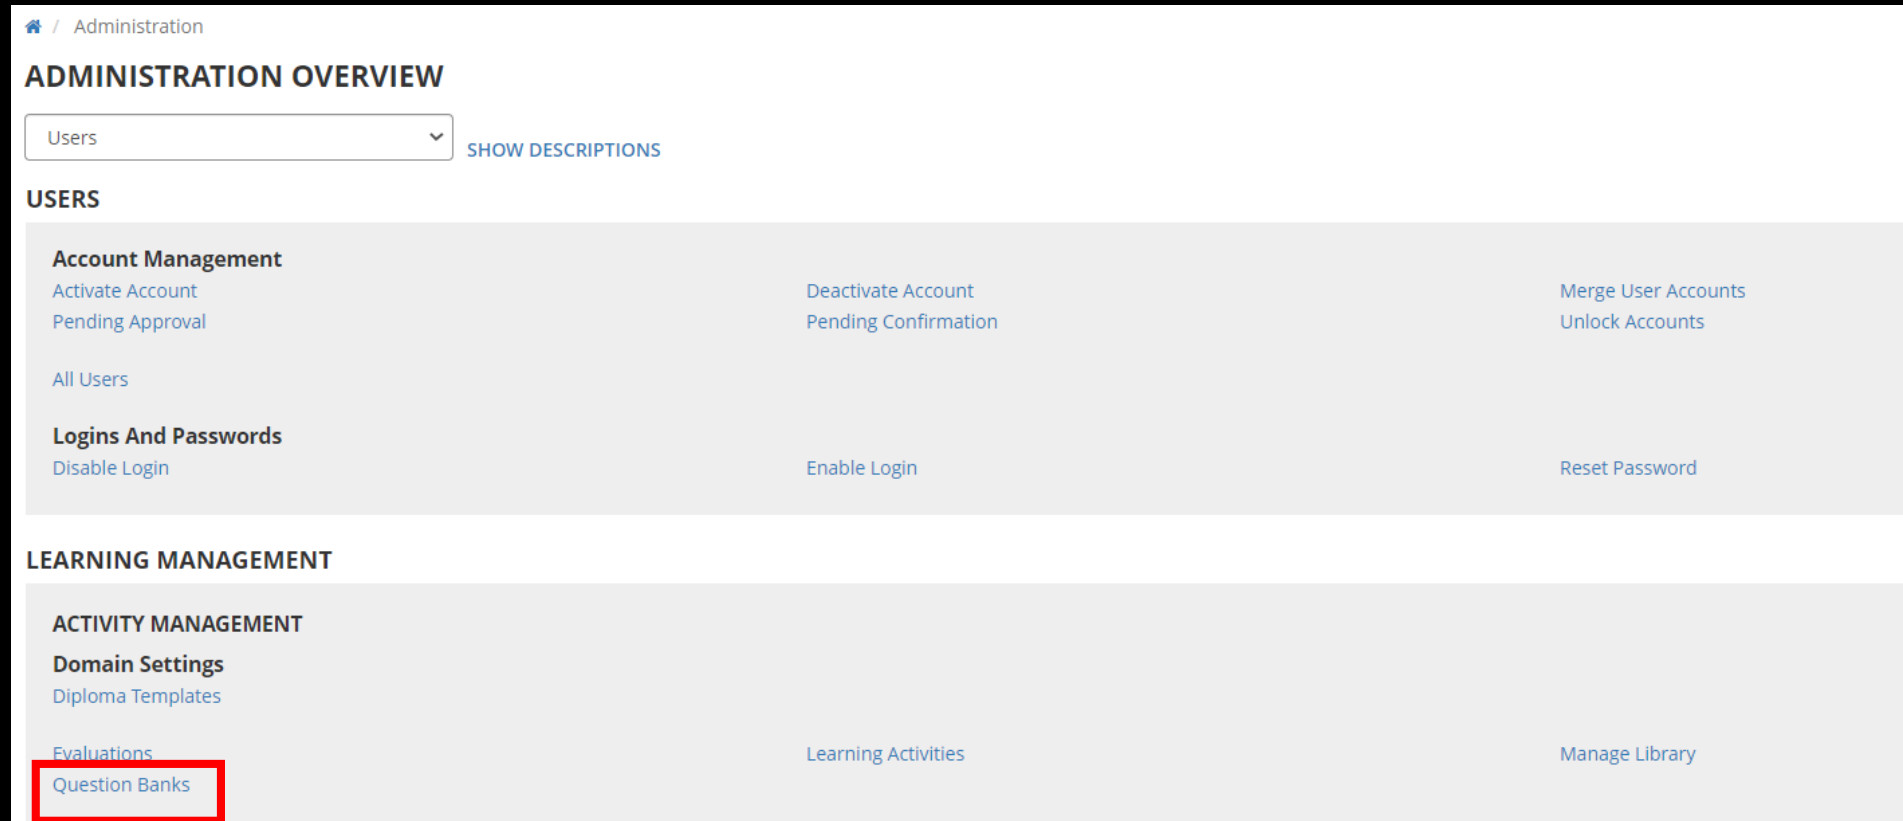 / Administration
ADMINISTRATION OVERVIEW
Users
SHOW DESCRIPTIONS
USERS
Account Management
Activate Account Deactivate Account Merge User Accounts
Pending Approval Pending Confirmation Unlock Accounts
All Users
Logins And Passwords
Disable Login Enable Login Reset Password
LEARNING MANAGEMENT
ACTIVITY MANAGEMENT
Domain Settings
Diploma Templates
Evaluations Learning Activities Manage Library
Question Banks